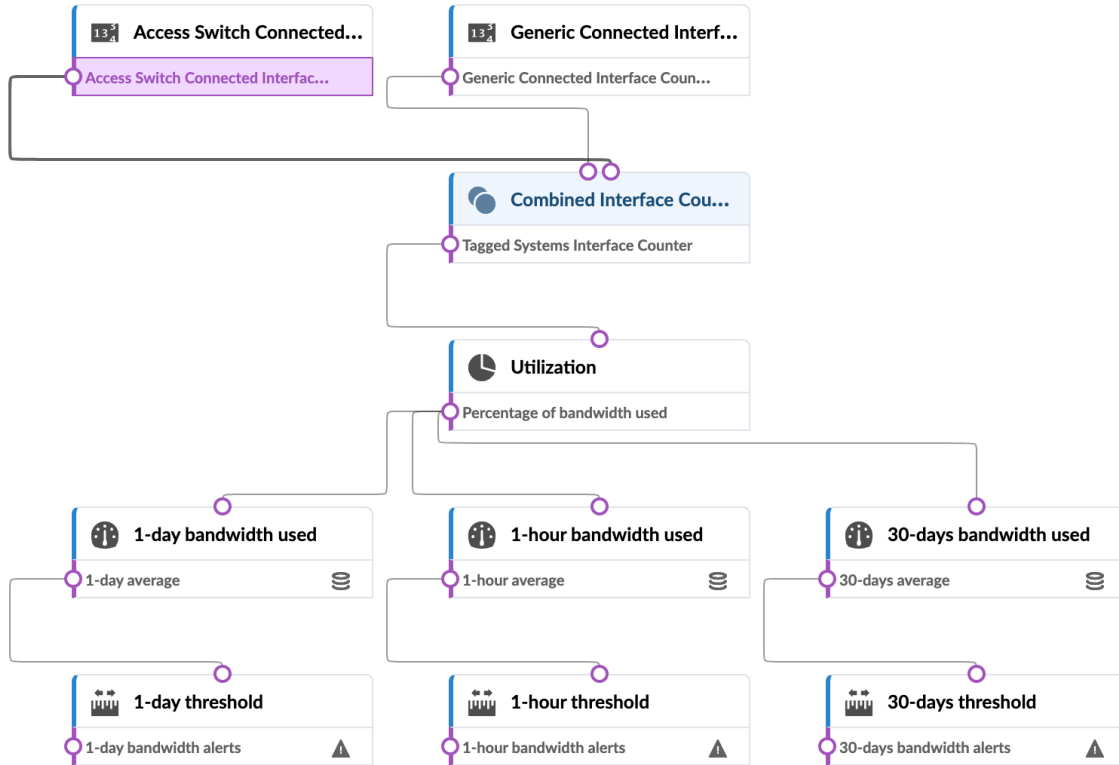 Access Switch Connected...
Generic Connected Interf...
Access Switch Connected Interfac...
Generic Connected Interface Coun...
Combined Interface Cou...
Tagged Systems Interface Counter
Utilization
Percentage of bandwidth used
1-day bandwidth used
1-hour bandwidth used
30-days bandwidth used
1-day average
1-hour average
30-days average
1-day threshold
1-hour threshold
30-days threshold
1-day bandwidth alerts
1-hour bandwidth alerts
30-days bandwidth alerts